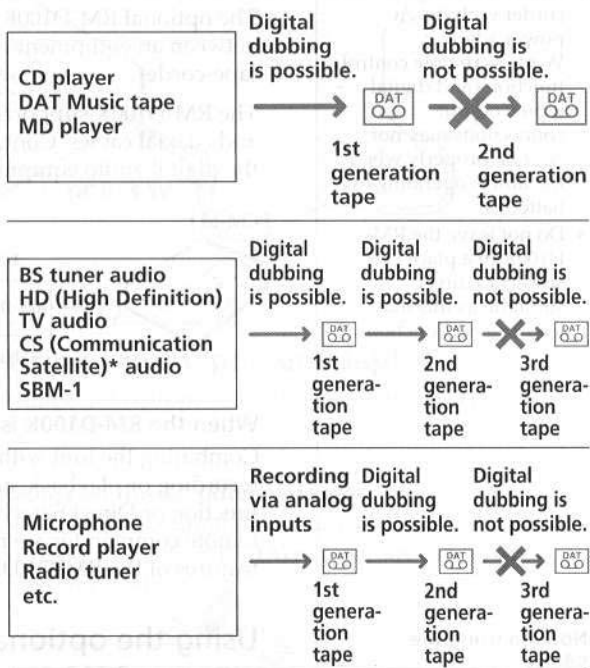 Digital
dubbing
is possible.
Digital
dubbing is
not possible.
CD player
DAT Music tape
MD player
DAT
DAT
1st
generation
tape
2nd
generation
tape
BS tuner audio
HD (High Definition)
TV audio
CS (Communication
Satellite)* audio
SBM-1
Digital
dubbing
is possible.
Digital
dubbing
is possible.
Digital
dubbing is
not possible.
DAT
DAT
DAT
1st
genera-
tion
tape
2nd
genera-
tion
tape
3rd
genera-
tion
tape
Microphone
Record player
Radio tuner
etc.
Recording
via analog
inputs
Digital
dubbing
is possible.
Digital
dubbing is
not possible.
DAT
DAT
DAT
1st
genera-
tion
tape
2nd
genera-
tion
tape
3rd
genera-
tion
tape